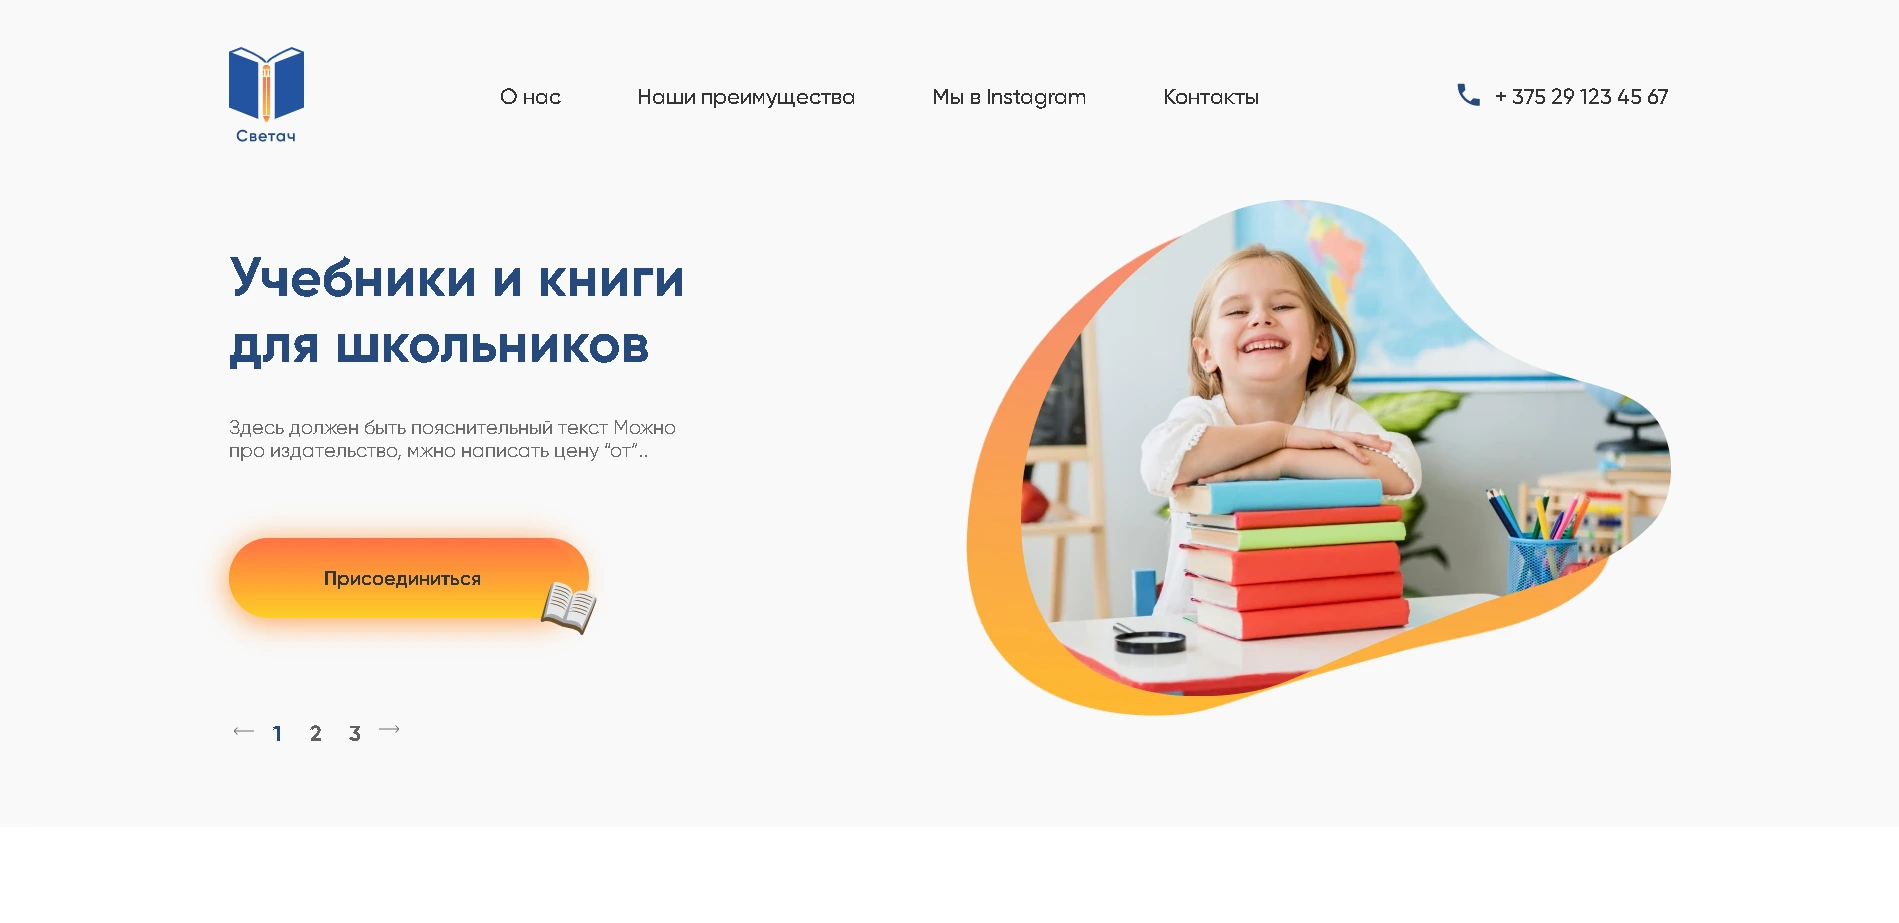 Светач
О нас
Наши преимущества
Мы в Instagram
Контакты
+ 375 29 123 45 67
Учебники и книги
для школьников
Здесь должен быть пояснительный текст Можно
про издательство, мжно написать цену “от”..
Присоединиться
← 1 2 3 →